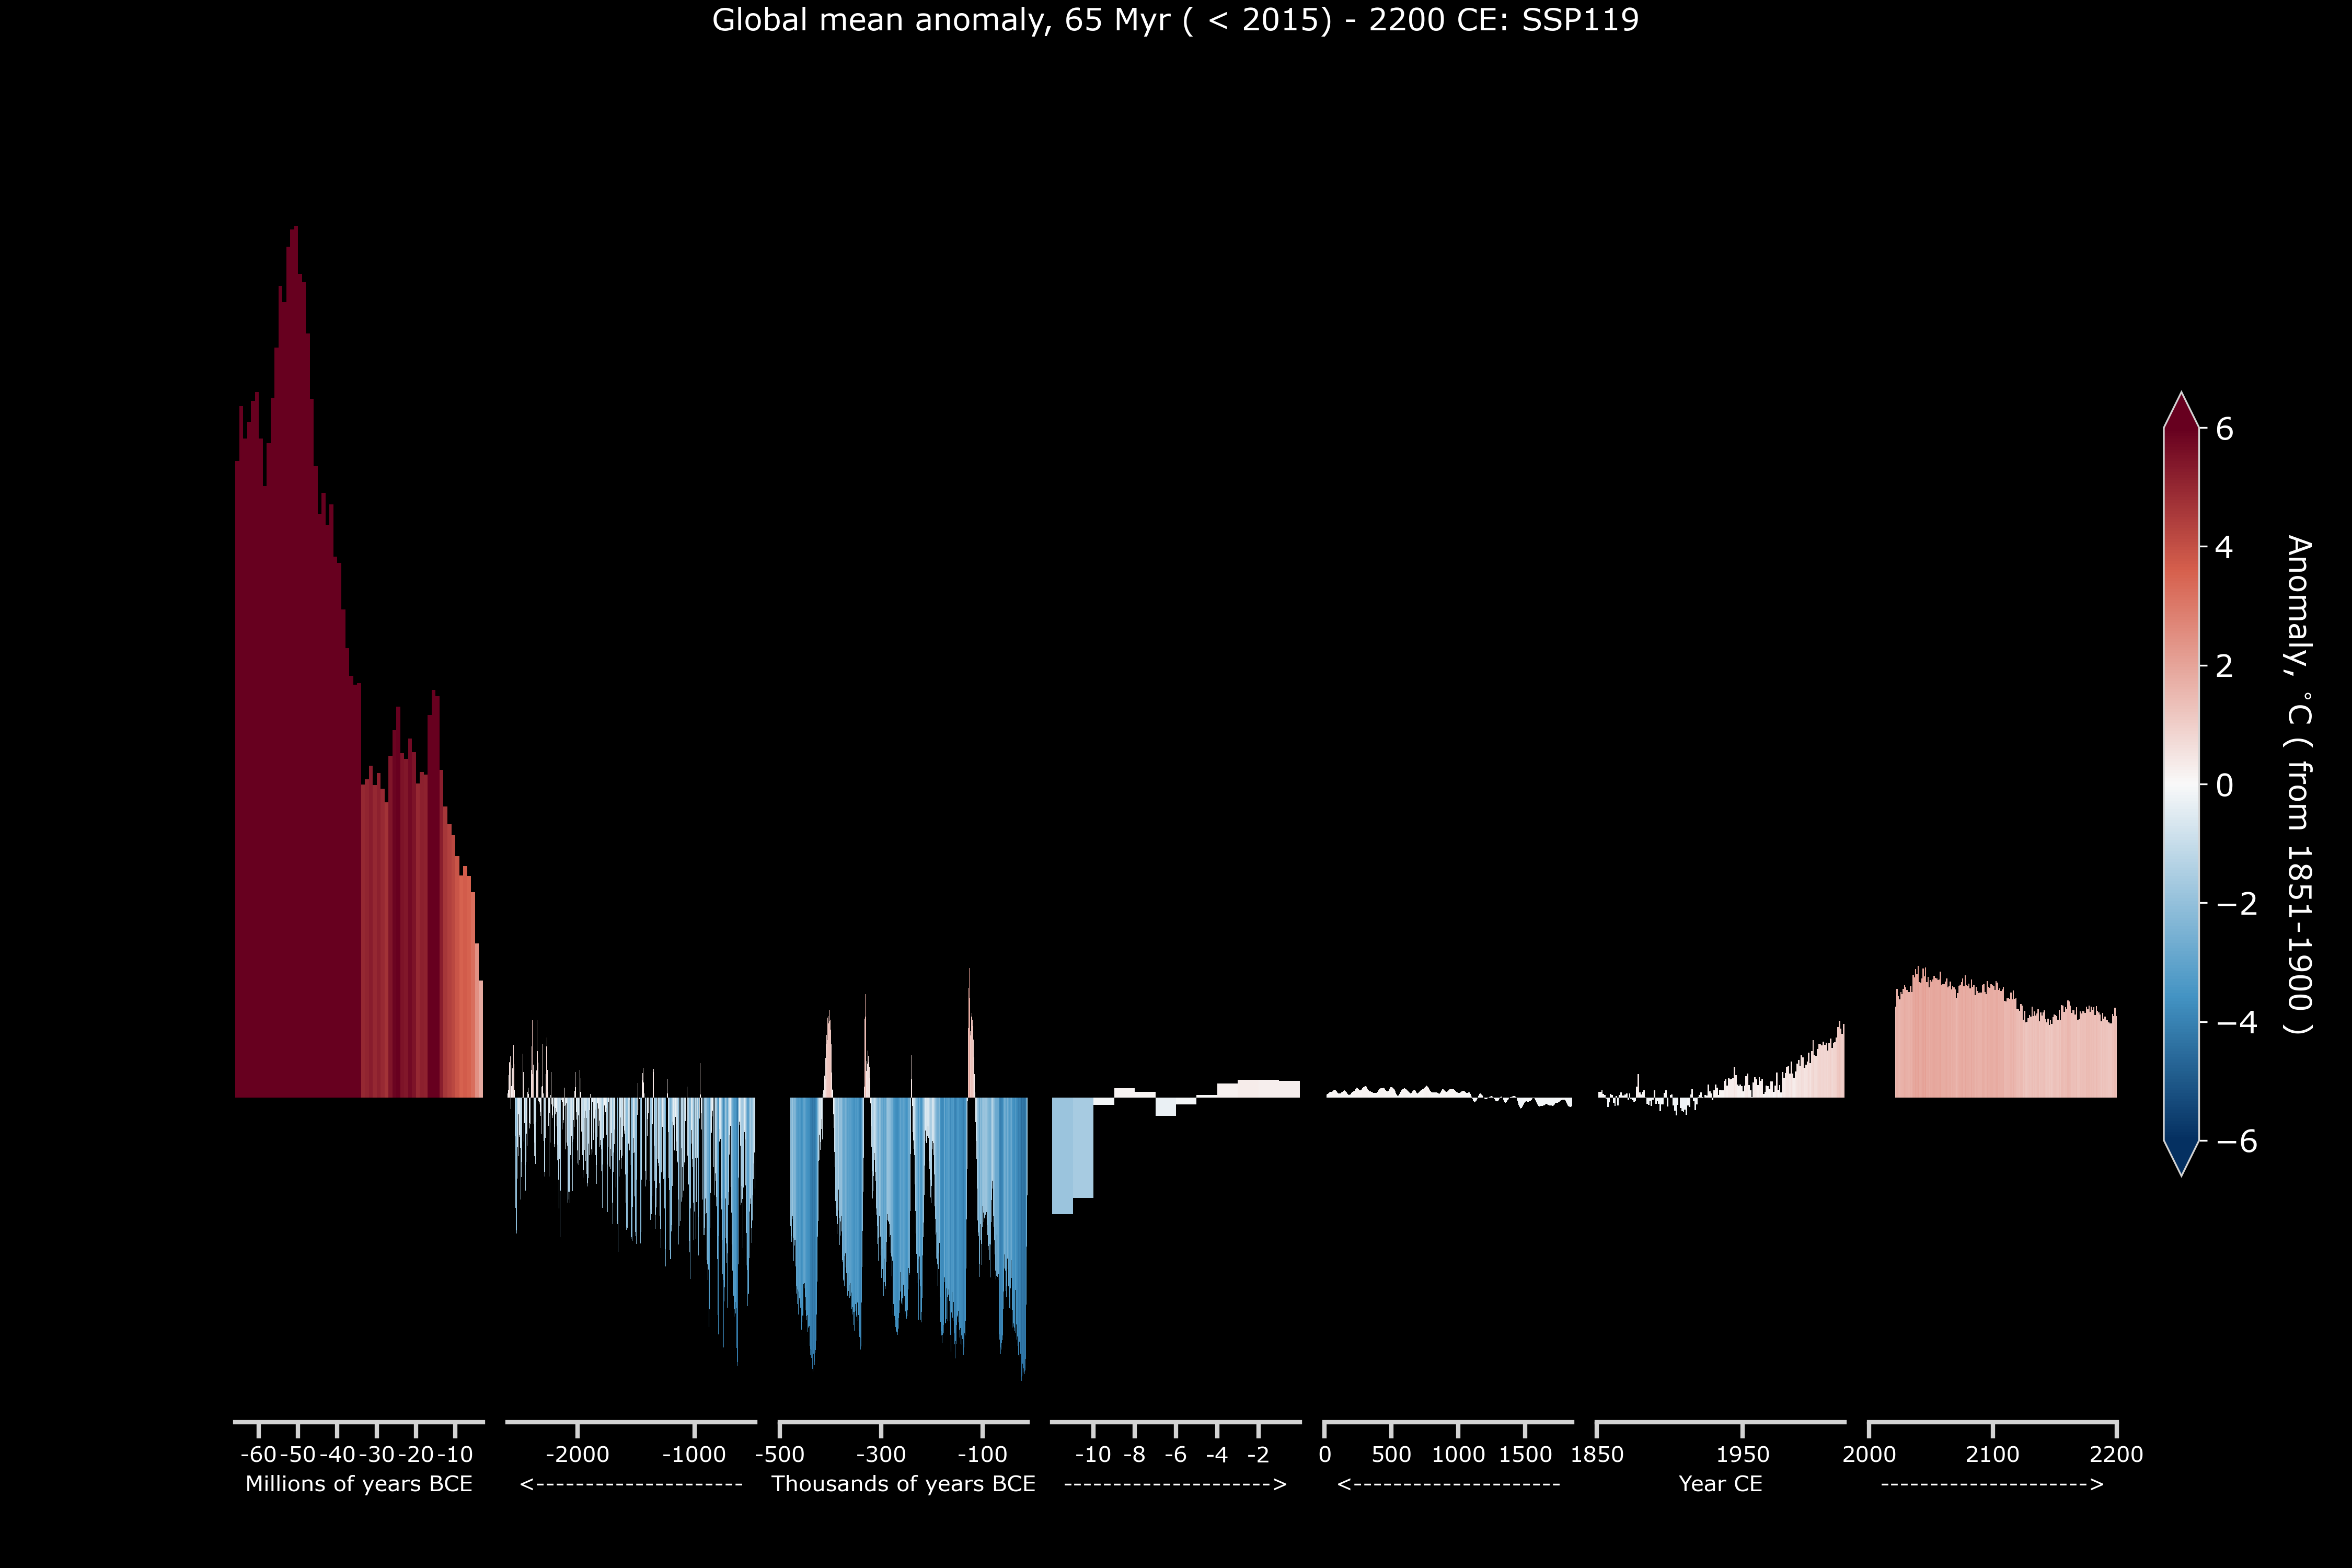 Global mean anomaly, 65 Myr ( < 2015) - 2200 CE: SSP119
6
4
2
0
−2
−4
−6
Anomaly, °C ( from 1851-1900 )
-60 -50 -40 -30 -20 -10 -2000 -1000 -500 -300 -100 -10 -8 -6 -4 -2 0 500 1000 1500 1850 1950 2000 2100 2200
Millions of years BCE <---------------------- Thousands of years BCE ----------------------> <---------------------- Year CE ---------------------->